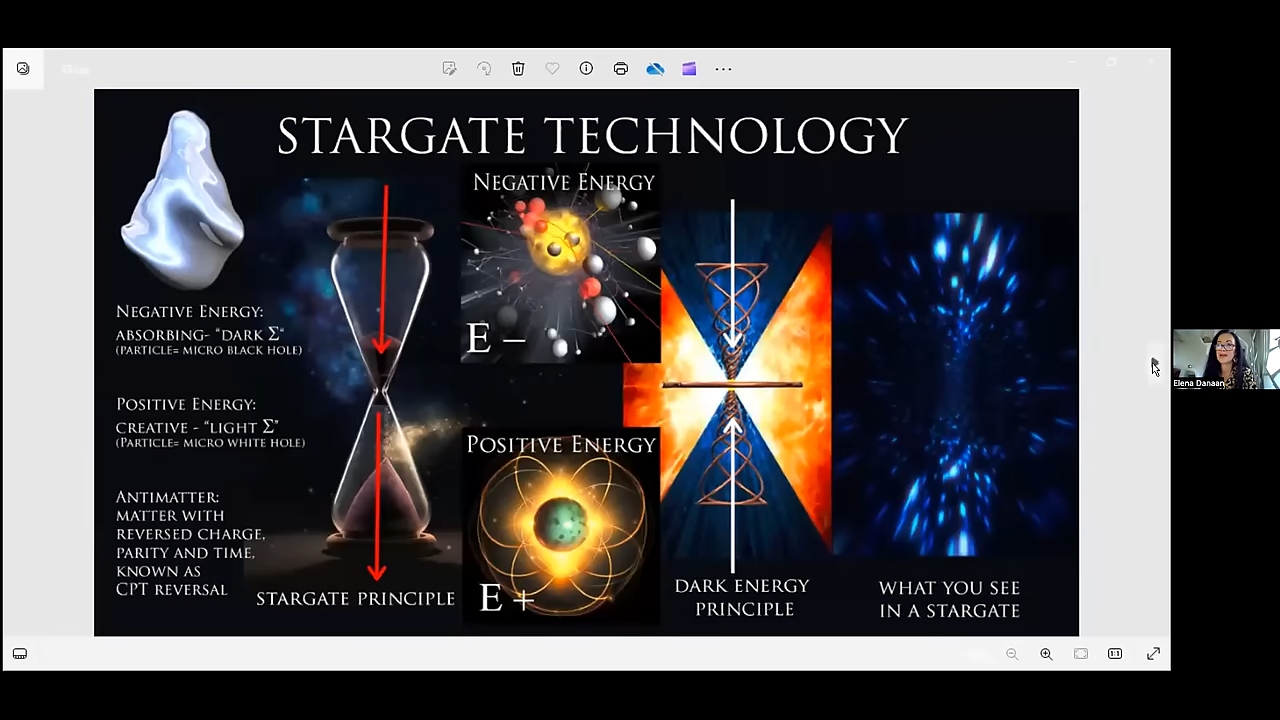 STARGATE TECHNOLOGY
NEGATIVE ENERGY:
ABSORBING- "DARK Σ"
(PARTICLE= MICRO BLACK HOLE)
POSITIVE ENERGY:
CREATIVE - "LIGHT Σ"
(PARTICLE= MICRO WHITE HOLE)
ANTIMATTER:
MATTER WITH
REVERSED CHARGE,
PARITY AND TIME,
KNOWN AS
CPT REVERSAL
STARGATE PRINCIPLE
NEGATIVE ENERGY
E −
POSITIVE ENERGY
E +
DARK ENERGY
PRINCIPLE
WHAT YOU SEE
IN A STARGATE
Elena Danaan
1:1